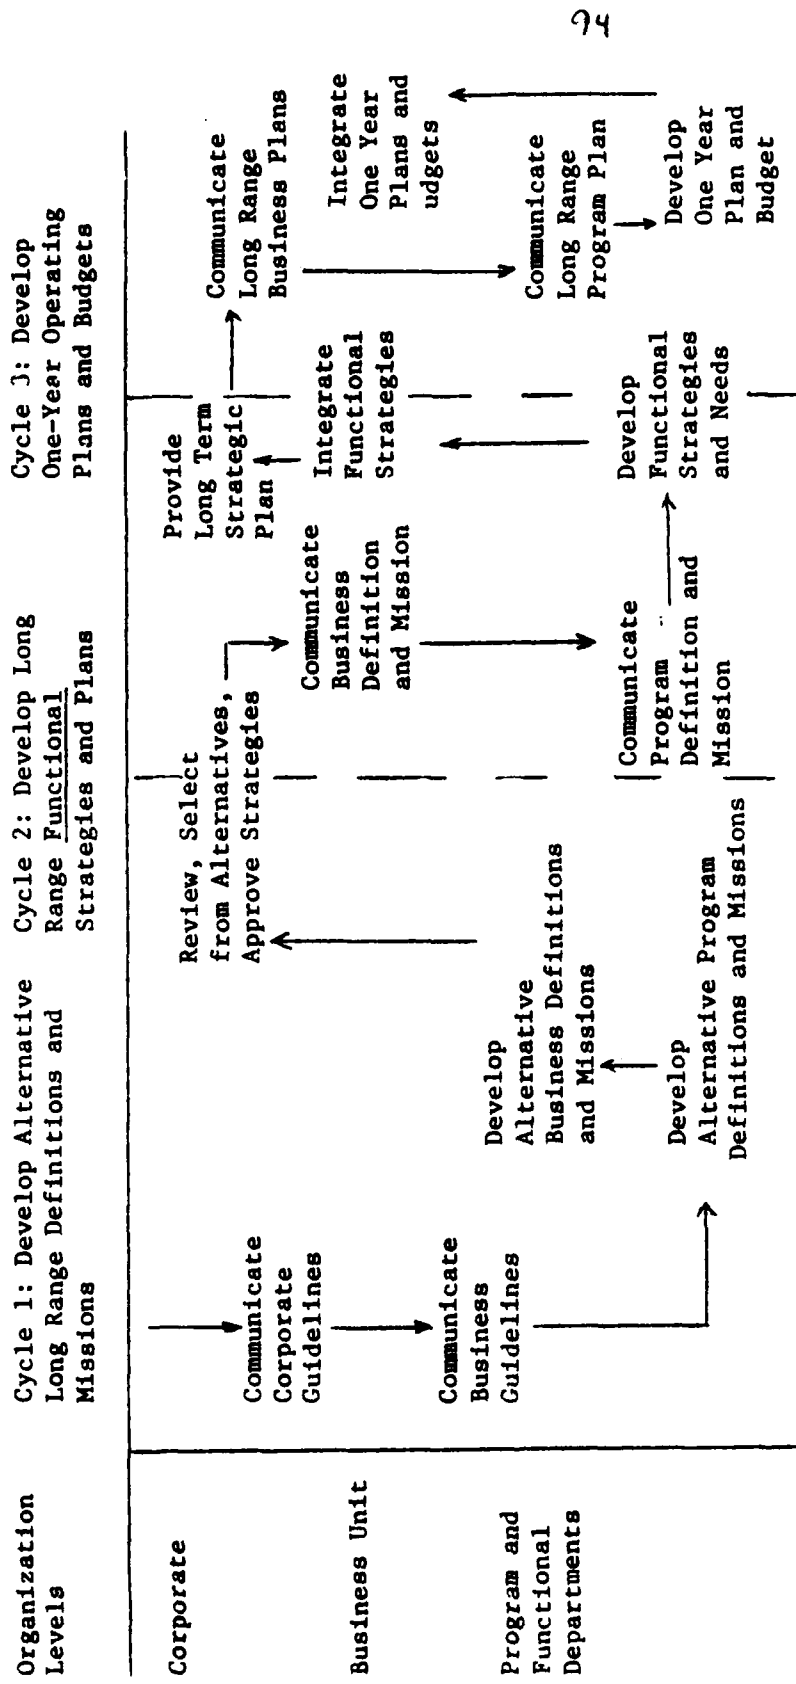 94
Organization
Levels
Cycle 1: Develop Alternative
Long Range Definitions and
Missions
Cycle 2: Develop Long
Range Functional
Strategies and Plans
Cycle 3: Develop
One-Year Operating
Plans and Budgets
Corporate
Business Unit
Program and
Functional
Departments
Communicate
Corporate
Guidelines
Communicate
Business
Guidelines
Develop
Alternative Program
Definitions and Missions
Develop
Alternative
Business Definitions
and Missions
Review, Select
from Alternatives,
Approve Strategies
Communicate
Business
Definition
and Mission
Communicate
Program
Definition and
Mission
Develop
Functional
Strategies
and Needs
Integrate
Functional
Strategies
Provide
Long Term
Strategic
Plan
Communicate
Long Range
Business Plans
Communicate
Long Range
Program Plan
Develop
One Year
Plan and
Budget
Integrate
One Year
Plans and
udgets